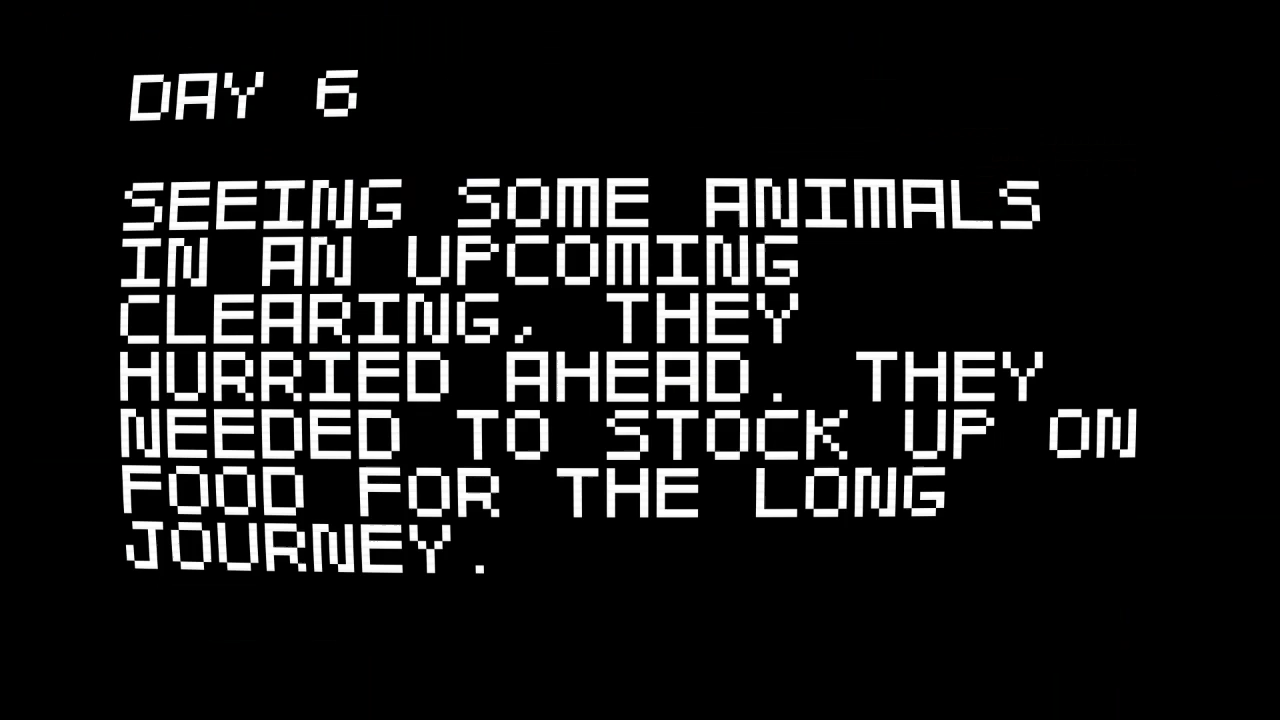 DAY 6
SEEING SOME ANIMALS
IN AN UPCOMING
CLEARING, THEY
HURRIED AHEAD. THEY
NEEDED TO STOCK UP ON
FOOD FOR THE LONG
JOURNEY.